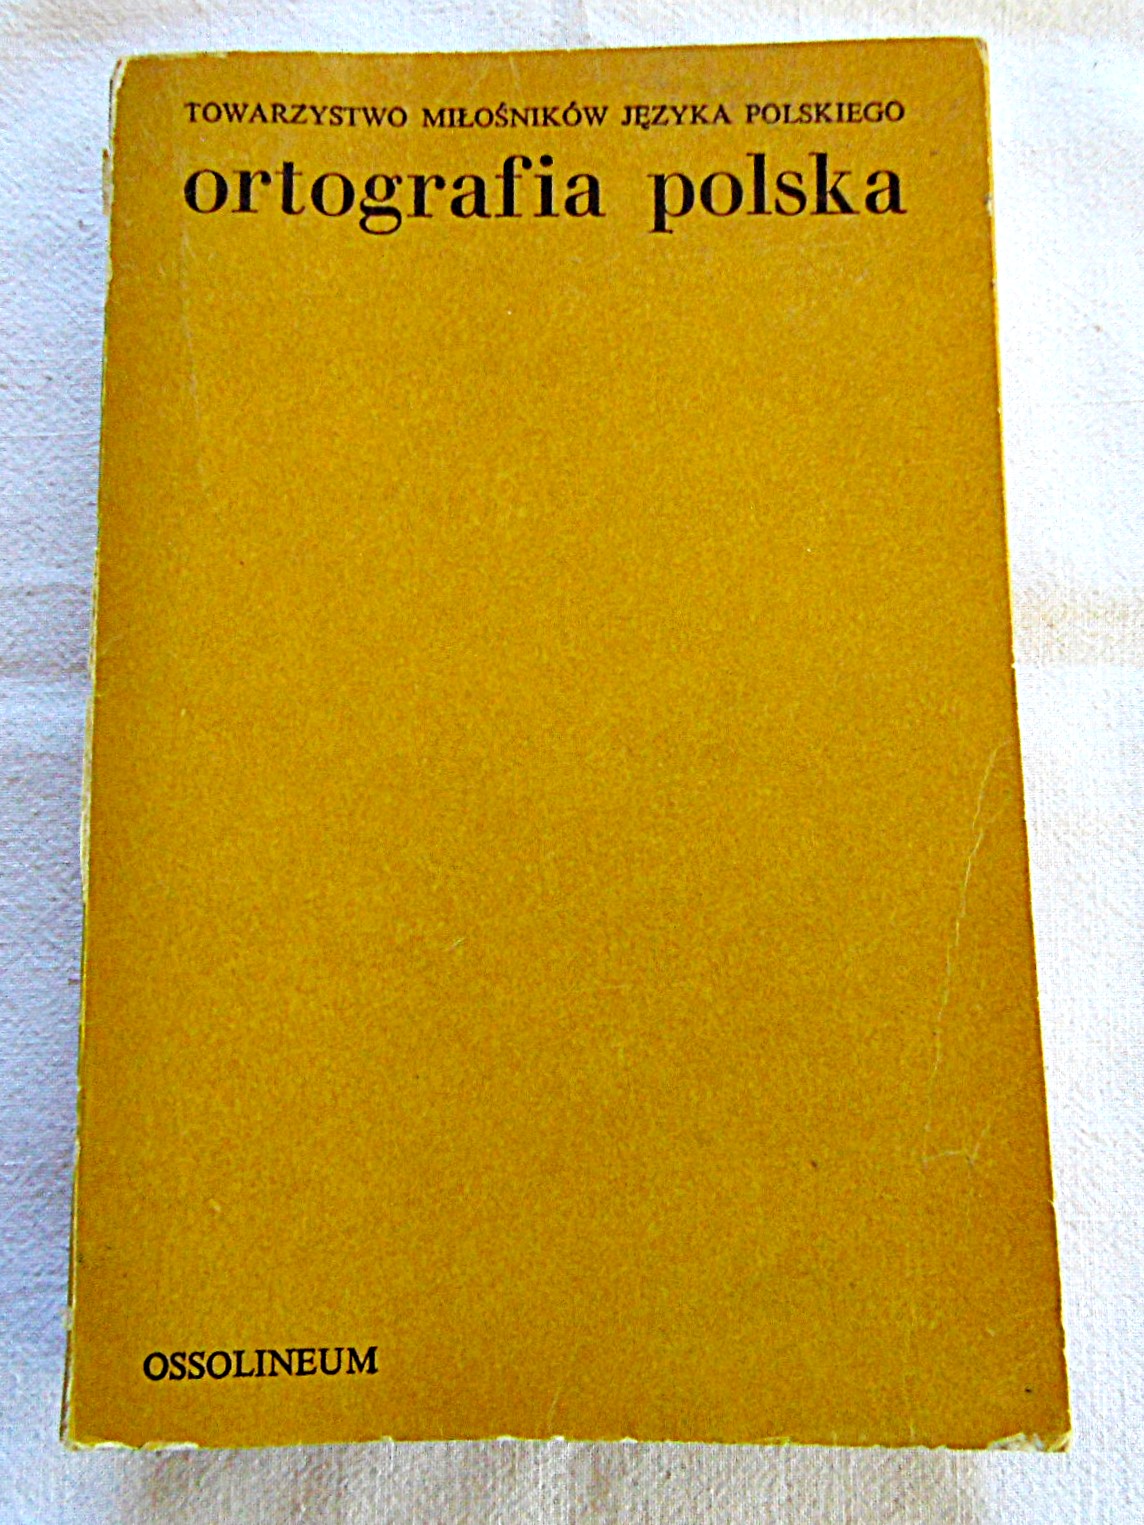 TOWARZYSTWO MIŁOŚNIKÓW JĘZYKA POLSKIEGO
ortografia polska
OSSOLINEUM